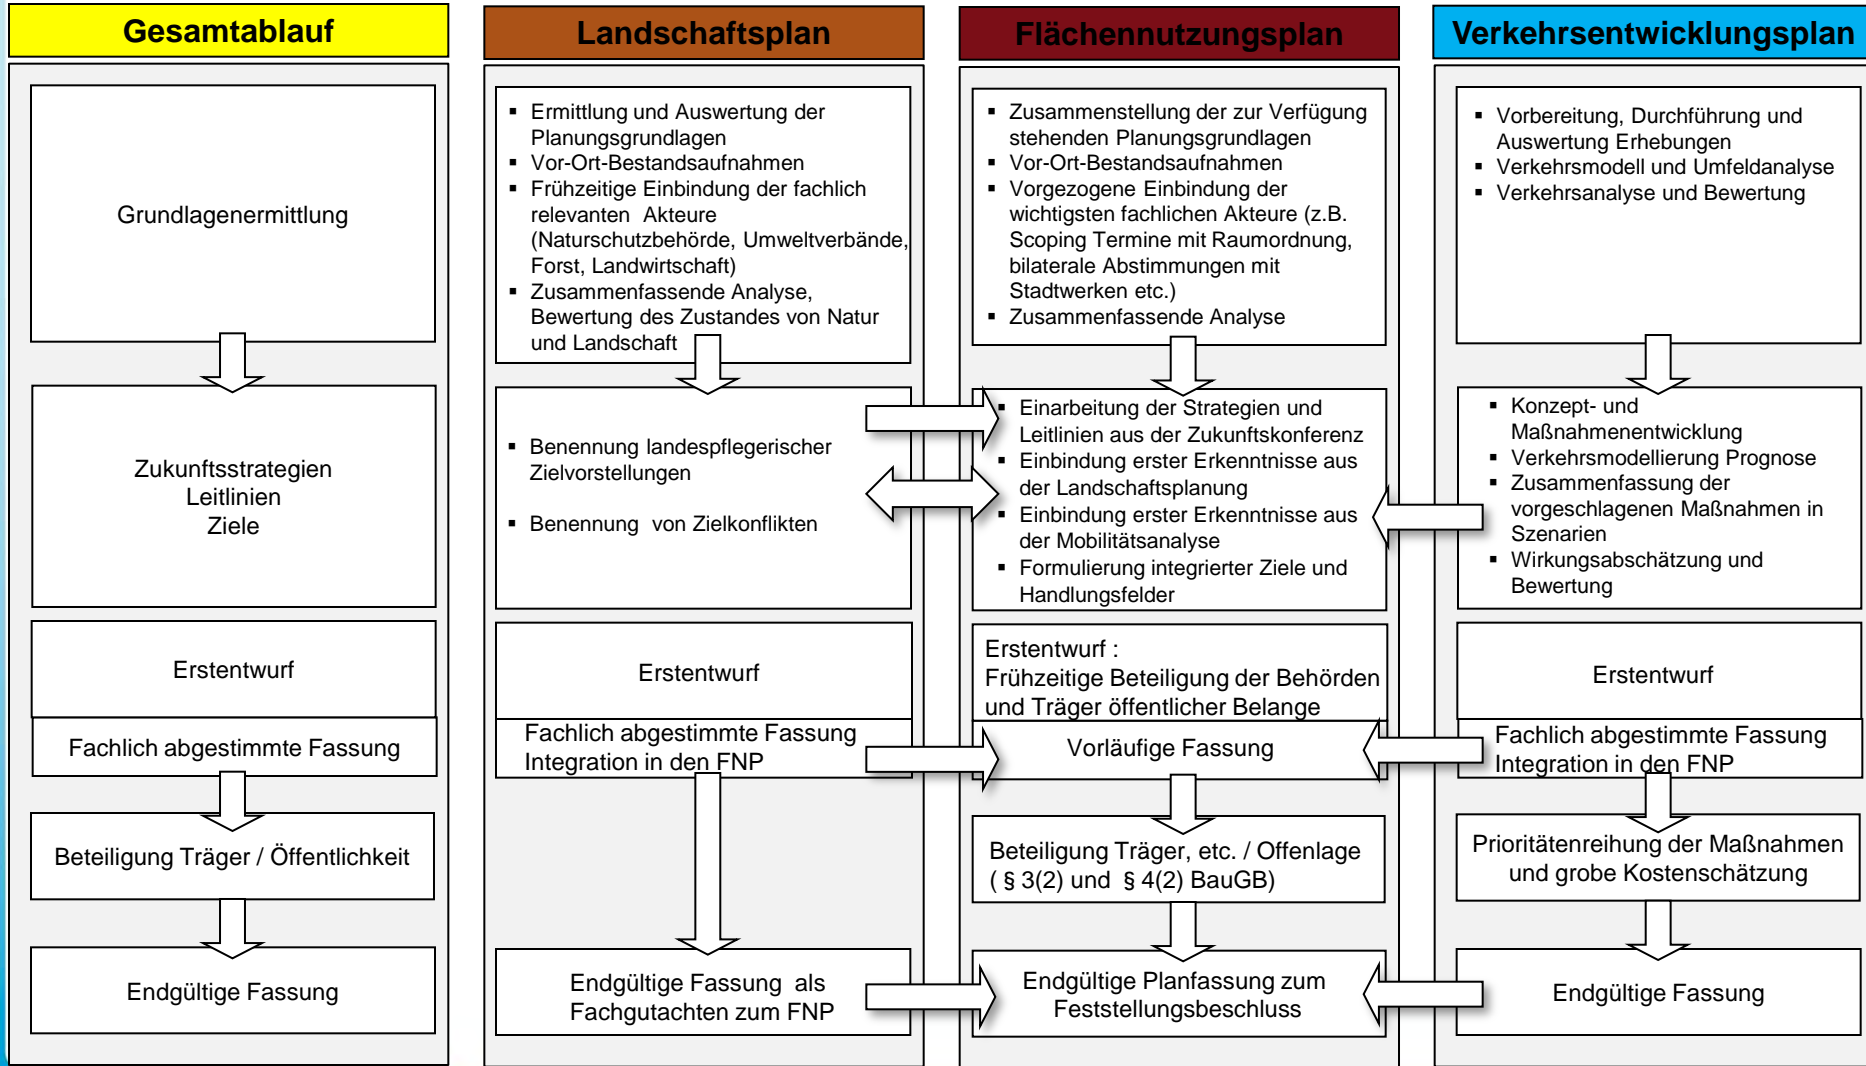 Gesamtablauf
Grundlagenermittlung
Zukunftsstrategien
Leitlinien
Ziele
Erstentwurf
Fachlich abgestimmte Fassung
Beteiligung Träger / Öffentlichkeit
Endgültige Fassung
Landschaftsplan
▪ Ermittlung und Auswertung der
Planungsgrundlagen
▪ Vor-Ort-Bestandsaufnahmen
▪ Frühzeitige Einbindung der fachlich
relevanten Akteure
(Naturschutzbehörde, Umweltverbände,
Forst, Landwirtschaft)
▪ Zusammenfassende Analyse,
Bewertung des Zustandes von Natur
und Landschaft
▪ Benennung landespflegerischer
Zielvorstellungen
▪ Benennung von Zielkonflikten
Erstentwurf
Fachlich abgestimmte Fassung
Integration in den FNP
Endgültige Fassung als
Fachgutachten zum FNP
Flächennutzungsplan
▪ Zusammenstellung der zur Verfügung
stehenden Planungsgrundlagen
▪ Vor-Ort-Bestandsaufnahmen
▪ Vorgezogene Einbindung der
wichtigsten fachlichen Akteure (z.B.
Scoping Termine mit Raumordnung,
bilaterale Abstimmungen mit
Stadtwerken etc.)
▪ Zusammenfassende Analyse
▪ Einarbeitung der Strategien und
Leitlinien aus der Zukunftskonferenz
▪ Einbindung erster Erkenntnisse aus
der Landschaftsplanung
▪ Einbindung erster Erkenntnisse aus
der Mobilitätsanalyse
▪ Formulierung integrierter Ziele und
Handlungsfelder
Erstentwurf :
Frühzeitige Beteiligung der Behörden
und Träger öffentlicher Belange
Vorläufige Fassung
Beteiligung Träger, etc. / Offenlage
( § 3(2) und § 4(2) BauGB)
Endgültige Planfassung zum
Feststellungsbeschluss
Verkehrsentwicklungsplan
▪ Vorbereitung, Durchführung und
Auswertung Erhebungen
▪ Verkehrsmodell und Umfeldanalyse
▪ Verkehrsanalyse und Bewertung
▪ Konzept- und
Maßnahmenentwicklung
▪ Verkehrsmodellierung Prognose
▪ Zusammenfassung der
vorgeschlagenen Maßnahmen in
Szenarien
▪ Wirkungsabschätzung und
Bewertung
Erstentwurf
Fachlich abgestimmte Fassung
Integration in den FNP
Prioritätenreihung der Maßnahmen
und grobe Kostenschätzung
Endgültige Fassung